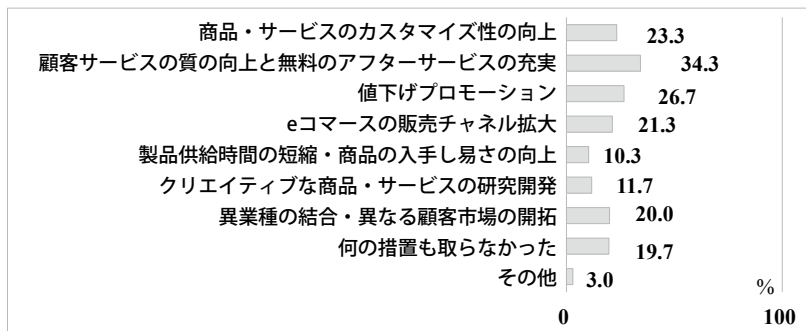 商品・サービスのカスタマイズ性の向上 23.3
顧客サービスの質の向上と無料のアフターサービスの充実 34.3
値下げプロモーション 26.7
eコマースの販売チャネル拡大 21.3
製品供給時間の短縮・商品の入手し易さの向上 10.3
クリエイティブな商品・サービスの研究開発 11.7
異業種の結合・異なる顧客市場の開拓 20.0
何の措置も取らなかった 19.7
その他 3.0
%
0 100